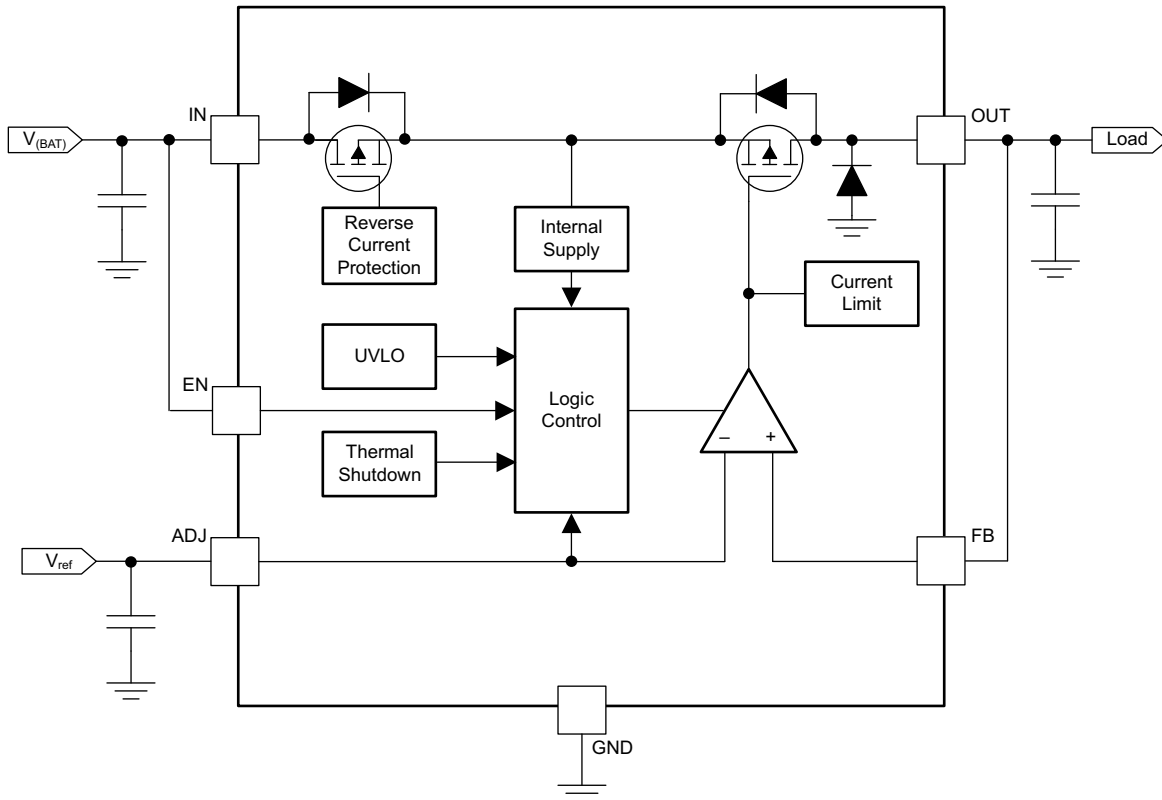 IN
OUT
V(BAT)
Load
Reverse
Current
Protection
Internal
Supply
Current
Limit
UVLO
EN
Logic
Control
– +
Thermal
Shutdown
ADJ
FB
Vref
GND